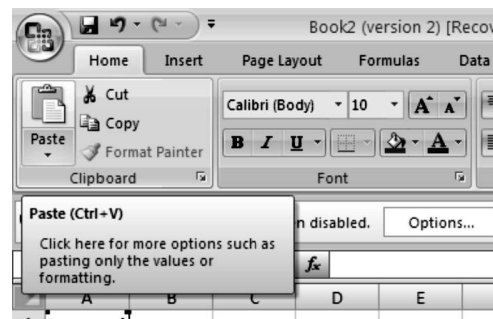 Book2 (version 2) [Recov
Home Insert Page Layout Formulas Data
Paste
Cut
Copy
Format Painter
Clipboard
Calibri (Body) 10 A A
B I U A
Font
Paste (Ctrl+V)
Click here for more options such as
pasting only the values or
formatting.
n disabled. Options...
fx
A B C D E